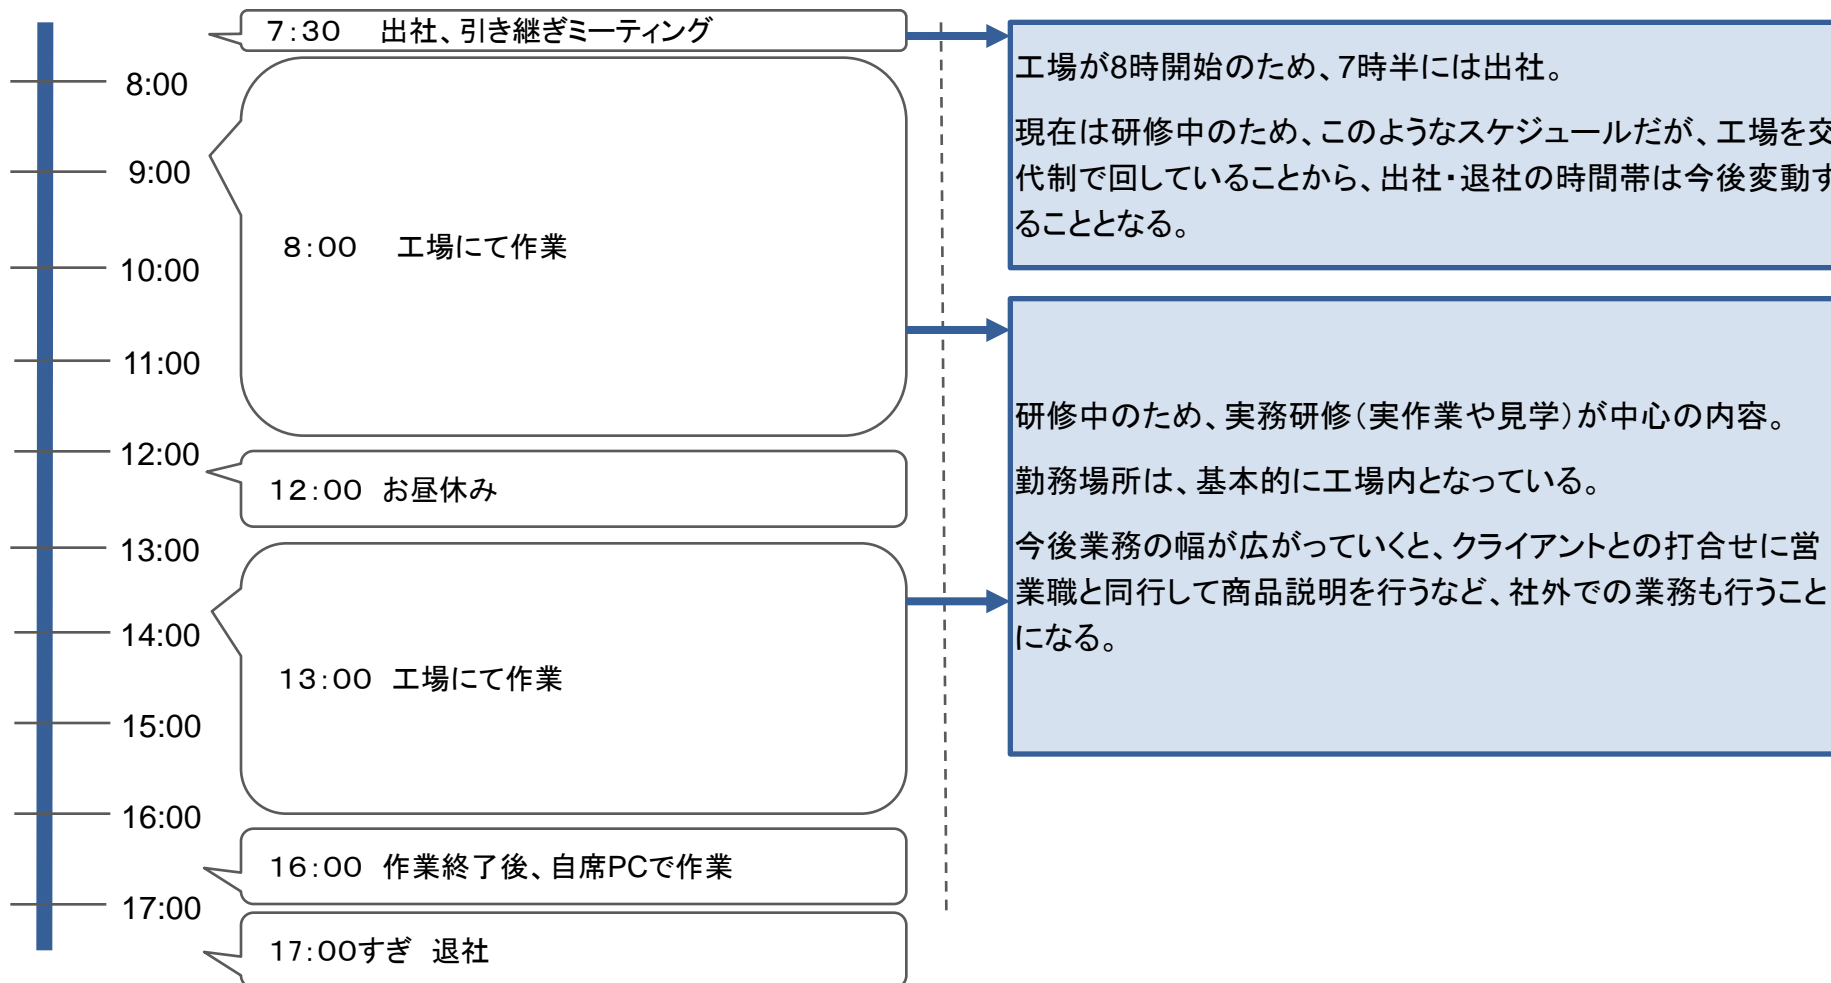 7:30 出社、引き継ぎミーティング
8:00
9:00
8:00 工場にて作業
10:00
11:00
12:00
12:00 お昼休み
13:00
14:00
13:00 工場にて作業
15:00
16:00
16:00 作業終了後、自席PCで作業
17:00
17:00すぎ 退社
工場が8時開始のため、7時半には出社。
現在は研修中のため、このようなスケジュールだが、工場を交
代制で回していることから、出社・退社の時間帯は今後変動す
ることとなる。
研修中のため、実務研修(実作業や見学)が中心の内容。
勤務場所は、基本的に工場内となっている。
今後業務の幅が広がっていくと、クライアントとの打合せに営
業職と同行して商品説明を行うなど、社外での業務も行うこと
になる。